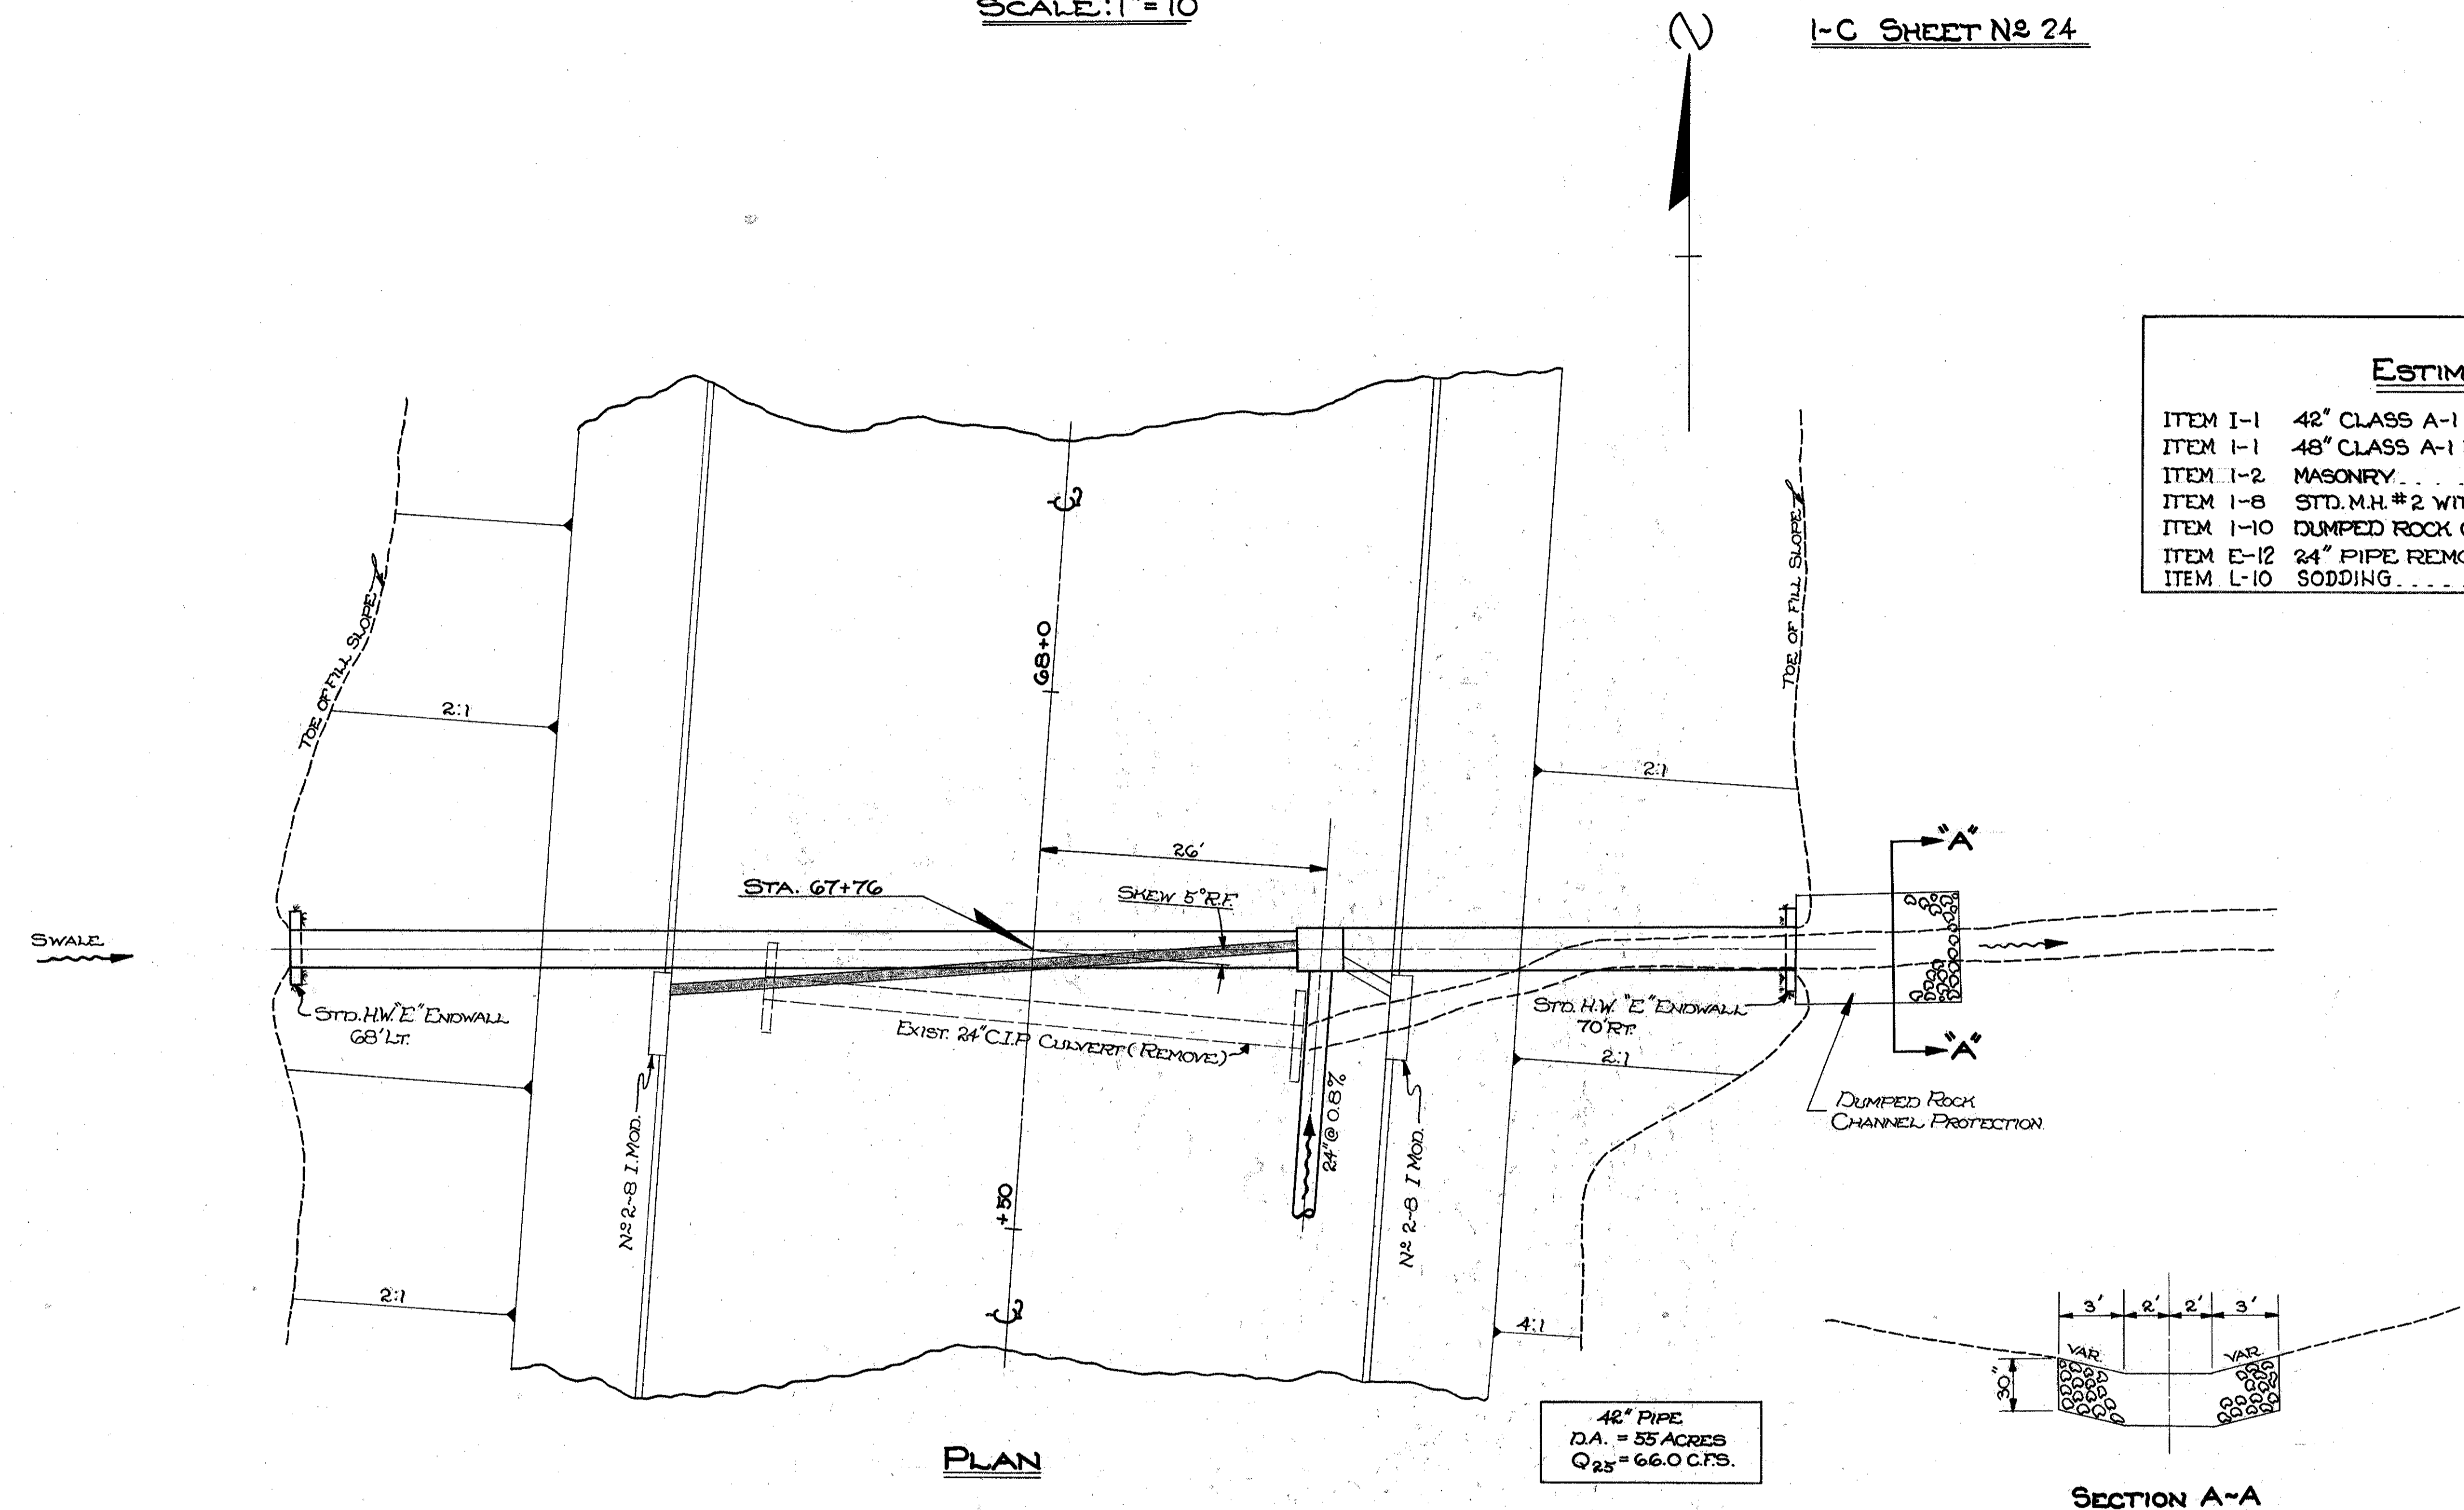 SCALE: 1"=10'
I-C SHEET Nº 24
N
ESTIM
ITEM I-1 42" CLASS A-1
ITEM I-1 48" CLASS A-1
ITEM I-2 MASONRY....
ITEM I-8 STD. M.H. #2 WIT
ITEM I-10 DUMPED ROCK
ITEM E-12 24" PIPE REMO
ITEM L-10 SODDING....
TOE OF FILL SLOPE
2:1
68+0
TOE OF FILL SLOPE
2:1
26'
STA. 67+76
SKEW 5° R.F.
"A"
SWALE
STD. H.W. "E" ENDWALL
68' LT.
EXIST. 24" C.I.P. CULVERT (REMOVE)
STD. H.W. "E" ENDWALL
70' RT.
2:1
"A"
DUMPED ROCK
CHANNEL PROTECTION
Nº 2-8 I. MOD.
24" @ 0.8%
Nº 2-8 I MOD.
+50
2:1
4:1
3' 2' 2' 3'
VAR. VAR.
30"
42" PIPE
D.A. = 55 ACRES
Q25 = 66.0 C.F.S.
PLAN
SECTION A-A